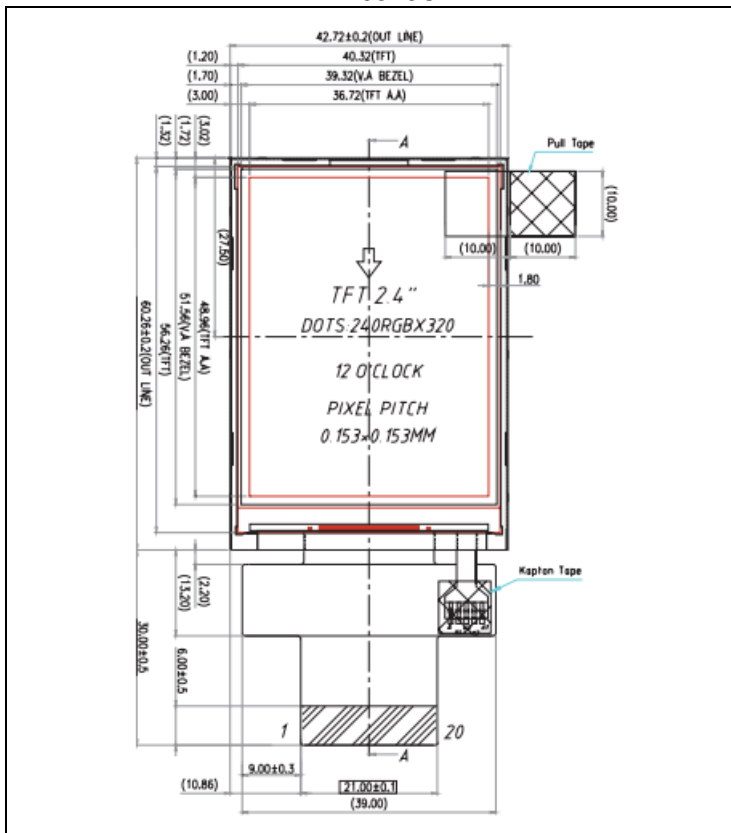 42.72±0.2(OUT LINE)
(1.20)
40.32(TFT)
(1.70)
39.32(V.A BEZEL)
(3.00)
36.72(TFT A.A)
(1.32)
(1.72)
(3.02)
A
Pull Tape
(10.00)
(10.00)
(10.00)
1.80
(27.50)
60.26±0.2(OUT LINE)
56.26(TFT)
51.56(V.A BEZEL)
48.96(TFT A.A)
TFT 2.4"
DOTS:240RGBX320
12 O'CLOCK
PIXEL PITCH
0.153×0.153MM
Kapton Tape
(2.20)
(13.20)
30.00±0.5
6.00±0.5
1
20
A
9.00±0.3
(10.86)
21.00±0.1
(39.00)